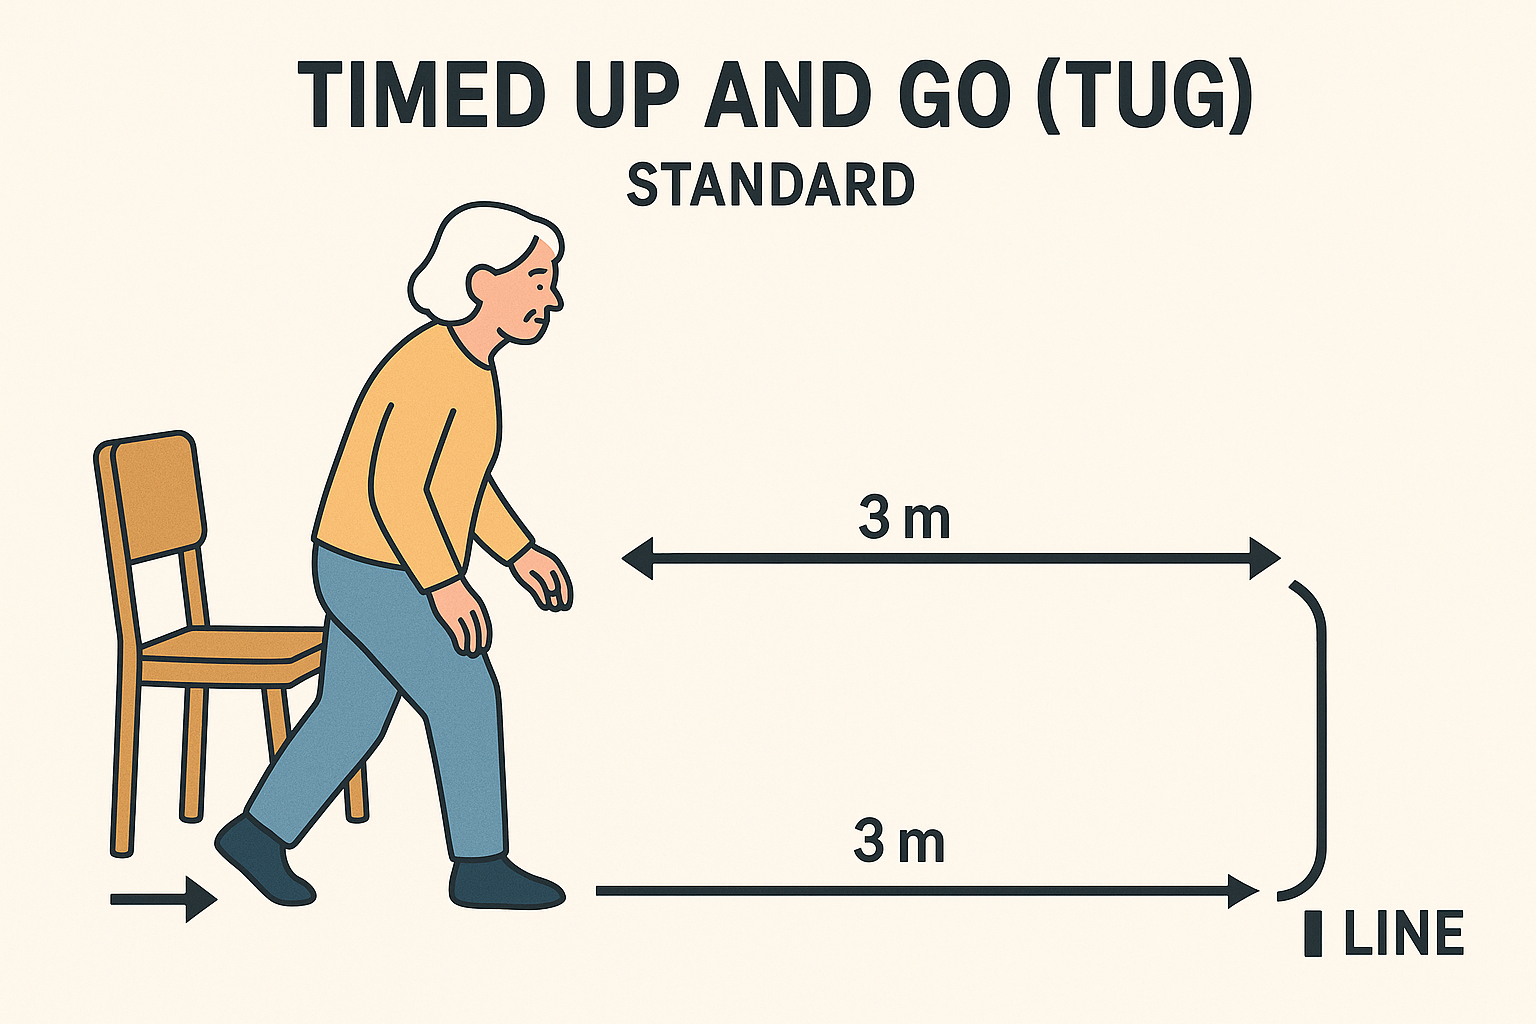 TIMED UP AND GO (TUG)
STANDARD
3 m
3 m
LINE